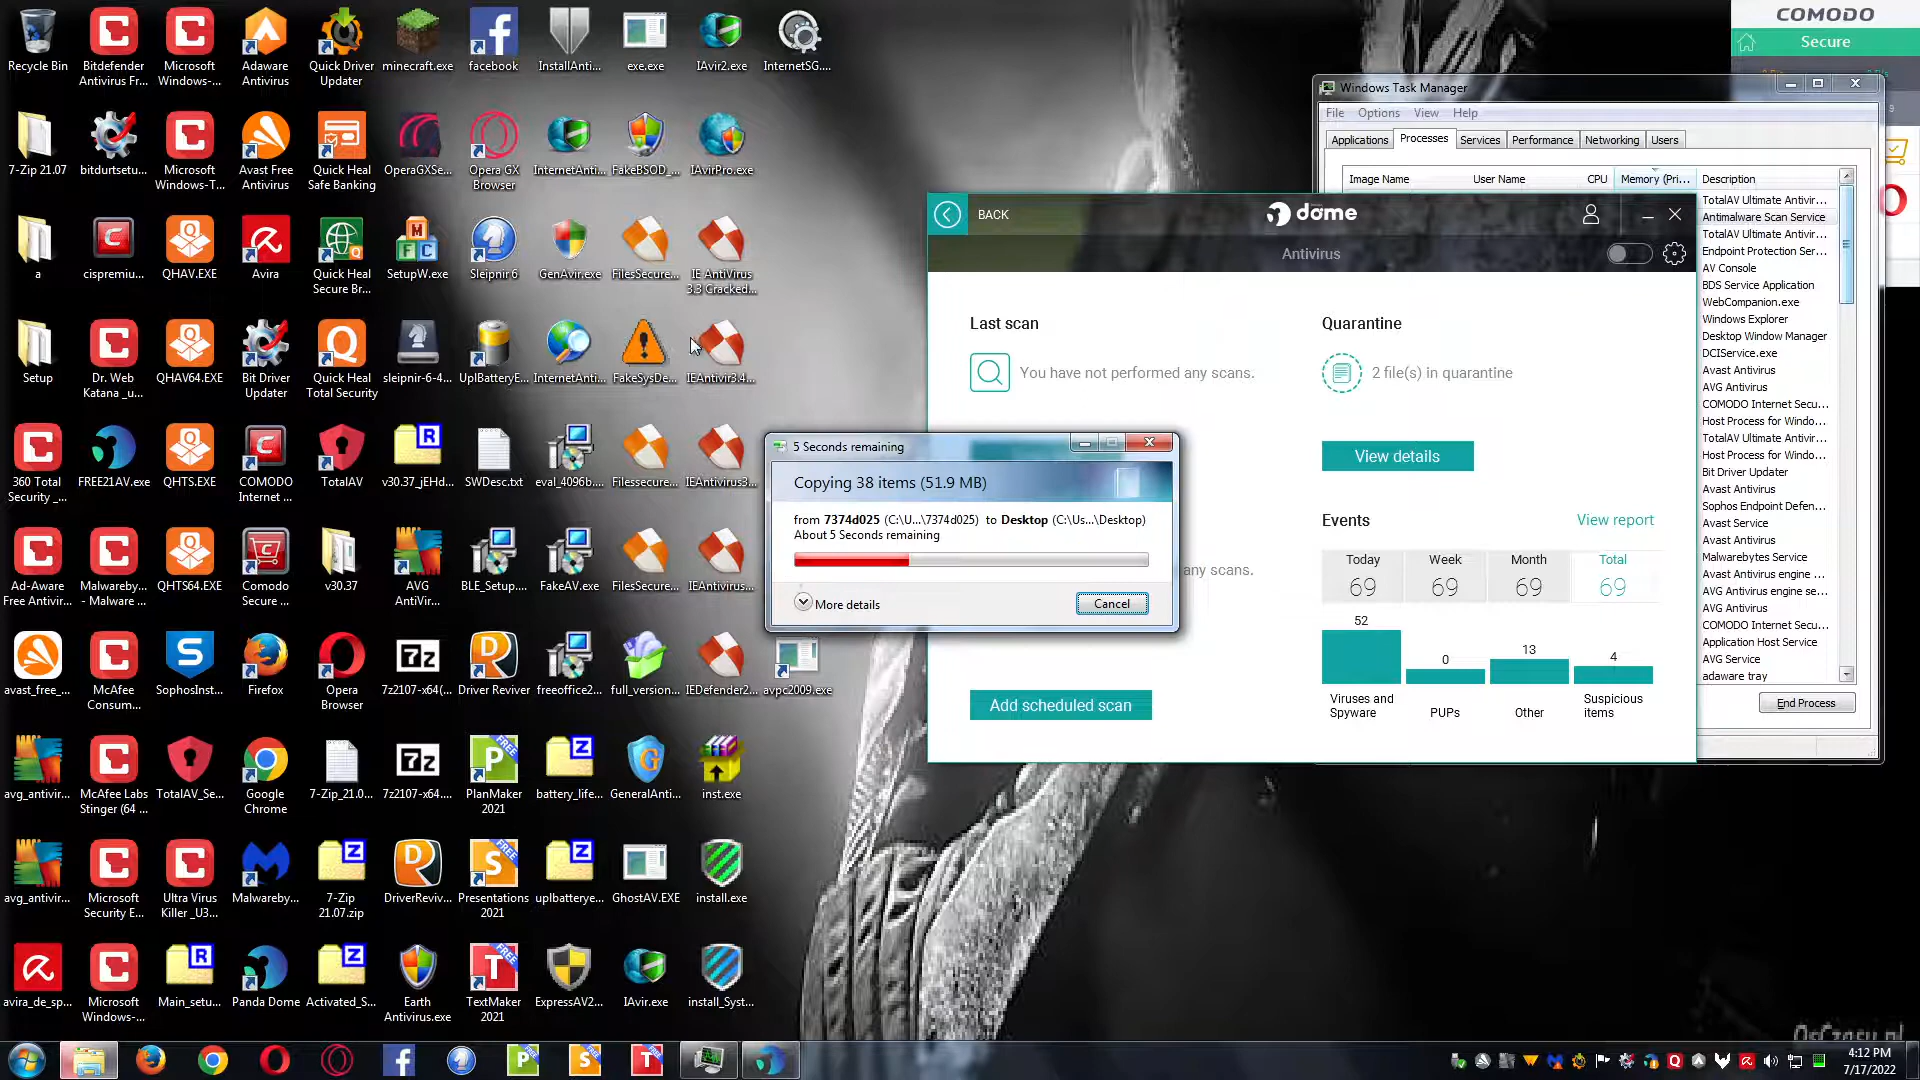 Recycle Bin
Bitdefender
Antivirus Fr...
Microsoft
Windows-...
Adaware
Antivirus
Quick Driver
Updater
minecraft.exe
facebook
InstallAnti...
exe.exe
IAvir2.exe
InternetSG....
7-Zip 21.07
bitdurtsetu...
Microsoft
Windows-T...
Avast Free
Antivirus
Quick Heal
Safe Banking
OperaGXSe...
Opera GX
Browser
InternetAnti...
FakeBSOD_...
IAvirPro.exe
a
cispremiu...
QHAV.EXE
Avira
Quick Heal
Secure Br...
SetupW.exe
Sleipnir 6
GenAvir.exe
FilesSecure...
IE AntiVirus
3.3 Cracked...
Setup
Dr. Web
Katana _u...
QHAV64.EXE
Bit Driver
Updater
Quick Heal
Total Security
sleipnir-6-4...
UplBatteryE...
InternetAnti...
FakeSysDe...
IEAntivir3.4...
360 Total
Security _...
FREE21AV.exe
QHTS.EXE
COMODO
Internet ...
TotalAV
v30.37_jEHd...
SWDesc.txt
eval_4096b....
Filessecure...
IEAntivirus3...
Ad-Aware
Free Antivir...
Malwareby...
- Malware ...
QHTS64.EXE
Comodo
Secure ...
v30.37
AVG
AntiVir...
BLE_Setup....
FakeAV.exe
FilesSecure...
IEAntivirus...
avast_free_...
McAfee
Consum...
SophosInst...
Firefox
Opera
Browser
7z2107-x64(...
Driver Reviver
freeoffice2...
full_version...
IEDefender2...
avpc2009.exe
avg_antivir...
McAfee Labs
Stinger (64 ...
TotalAV_Se...
Google
Chrome
7-Zip_21.0...
7z2107-x64....
PlanMaker
2021
battery_life...
GeneralAnti...
inst.exe
avg_antivir...
Microsoft
Security E...
Ultra Virus
Killer _U3...
Malwareby...
7-Zip
21.07.zip
DriverReviv...
Presentations
2021
uplbatterye...
GhostAV.EXE
install.exe
avira_de_sp...
Microsoft
Windows-...
Main_setu...
Panda Dome
Activated_S...
Earth
Antivirus.exe
TextMaker
2021
ExpressAV2...
IAvir.exe
install_Syst...
COMODO
Secure
Windows Task Manager
File Options View Help
Applications Processes Services Performance Networking Users
Image Name User Name CPU Memory (Pri... Description
TotalAV Ultimate Antivir...
Antimalware Scan Service
TotalAV Ultimate Antivir...
Endpoint Protection Ser...
AV Console
BDS Service Application
WebCompanion.exe
Windows Explorer
Desktop Window Manager
DCIService.exe
Avast Antivirus
AVG Antivirus
COMODO Internet Secu...
Host Process for Windo...
TotalAV Ultimate Antivir...
Host Process for Windo...
Bit Driver Updater
Avast Antivirus
Sophos Endpoint Defen...
Avast Service
Avast Antivirus
Malwarebytes Service
Avast Antivirus engine ...
AVG Antivirus engine se...
AVG Antivirus
COMODO Internet Secu...
Application Host Service
AVG Service
adaware tray
End Process
BACK
dome
Antivirus
Last scan
You have not performed any scans.
Quarantine
2 file(s) in quarantine
View details
Events
View report
Today Week Month Total
69 69 69 69
52 0 13 4
Viruses and
Spyware
PUPs
Other
Suspicious
items
any scans.
Add scheduled scan
5 Seconds remaining
Copying 38 items (51.9 MB)
from 7374d025 (C:\U...\7374d025) to Desktop (C:\Us...\Desktop)
About 5 Seconds remaining
More details
Cancel
4:12 PM
7/17/2022